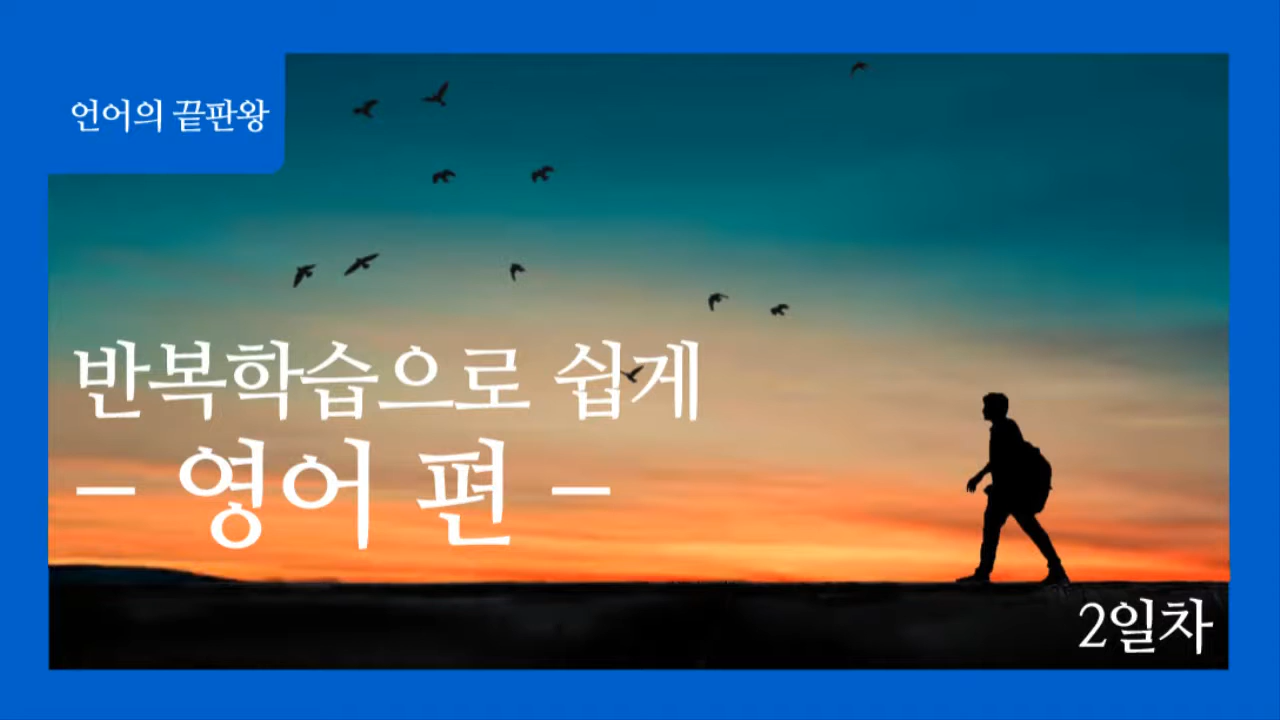 언어의 끝판왕
반복학습으로 쉽게
- 영어 편 -
2일차